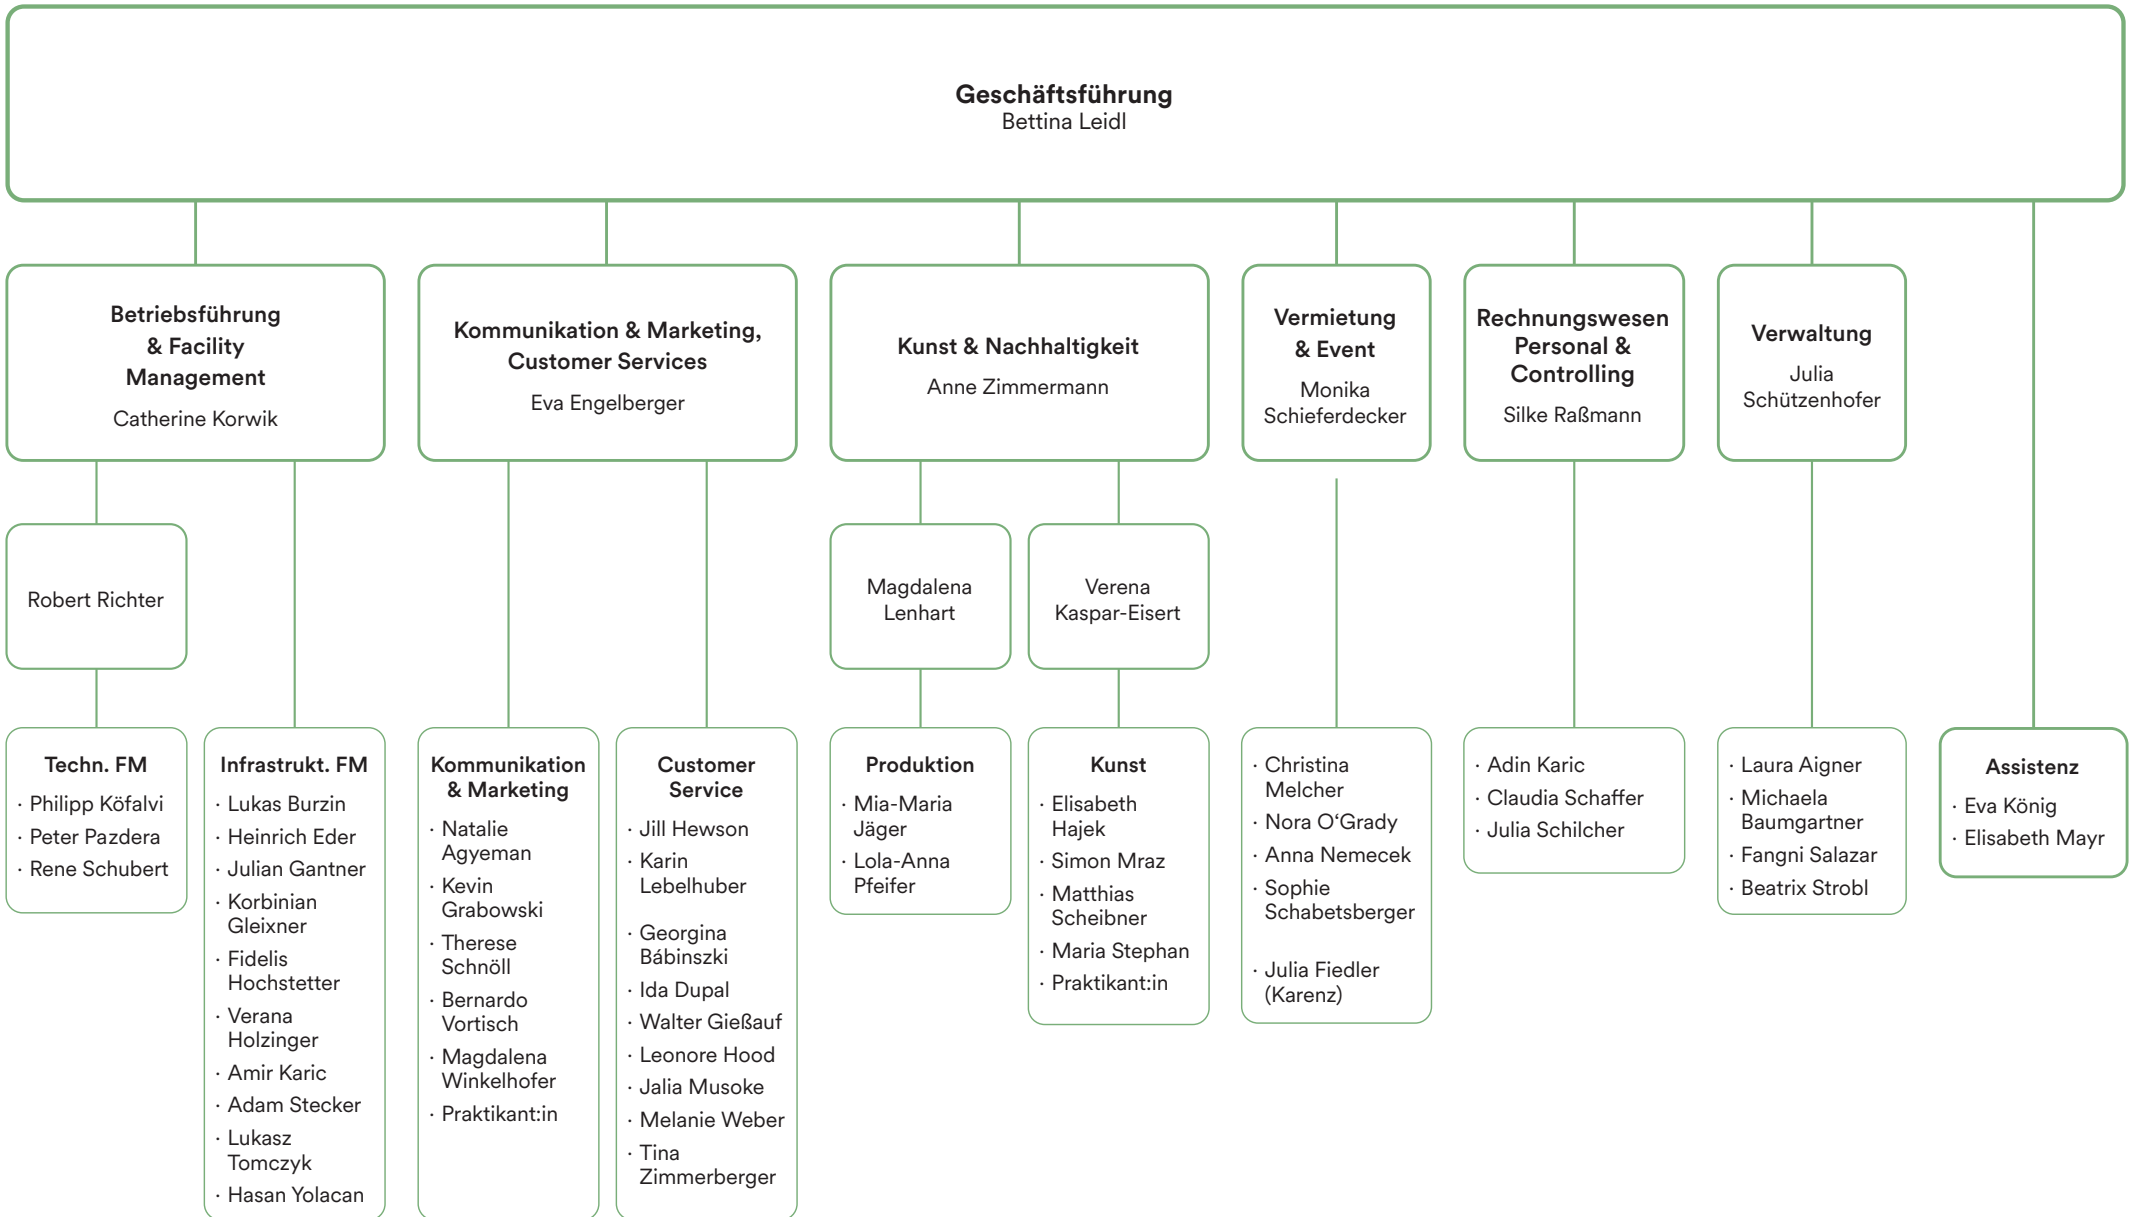 Geschäftsführung
Bettina Leidl
Betriebsführung
& Facility
Management
Catherine Korwik
Kommunikation & Marketing,
Customer Services
Eva Engelberger
Kunst & Nachhaltigkeit
Anne Zimmermann
Vermietung
& Event
Monika
Schieferdecker
Rechnungswesen
Personal &
Controlling
Silke Raßmann
Verwaltung
Julia
Schützenhofer
Robert Richter
Magdalena
Lenhart
Verena
Kaspar-Eisert
Techn. FM
· Philipp Köfalvi
· Peter Pazdera
· Rene Schubert
Infrastrukt. FM
· Lukas Burzin
· Heinrich Eder
· Julian Gantner
· Korbinian
Gleixner
· Fidelis
Hochstetter
· Verana
Holzinger
· Amir Karic
· Adam Stecker
· Lukasz
Tomczyk
· Hasan Yolacan
Kommunikation
& Marketing
· Natalie
Agyeman
· Kevin
Grabowski
· Therese
Schnöll
· Bernardo
Vortisch
· Magdalena
Winkelhofer
· Praktikant:in
Customer
Service
· Jill Hewson
· Karin
Lebelhuber
· Georgina
Bábinszki
· Ida Dupal
· Walter Gießauf
· Leonore Hood
· Jalia Musoke
· Melanie Weber
· Tina
Zimmerberger
Produktion
· Mia-Maria
Jäger
· Lola-Anna
Pfeifer
Kunst
· Elisabeth
Hajek
· Simon Mraz
· Matthias
Scheibner
· Maria Stephan
· Praktikant:in
· Christina
Melcher
· Nora O‘Grady
· Anna Nemecek
· Sophie
Schabetsberger
· Julia Fiedler
(Karenz)
· Adin Karic
· Claudia Schaffer
· Julia Schilcher
· Laura Aigner
· Michaela
Baumgartner
· Fangni Salazar
· Beatrix Strobl
Assistenz
· Eva König
· Elisabeth Mayr